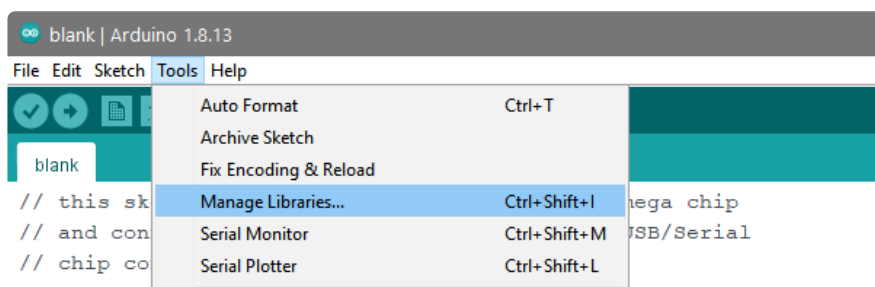 blank | Arduino 1.8.13
File Edit Sketch Tools Help
Auto Format Ctrl+T
Archive Sketch
blank
Fix Encoding & Reload
// this sk
Manage Libraries... Ctrl+Shift+I
chip
// and con
Serial Monitor Ctrl+Shift+M
SB/Serial
// chip co
Serial Plotter Ctrl+Shift+L